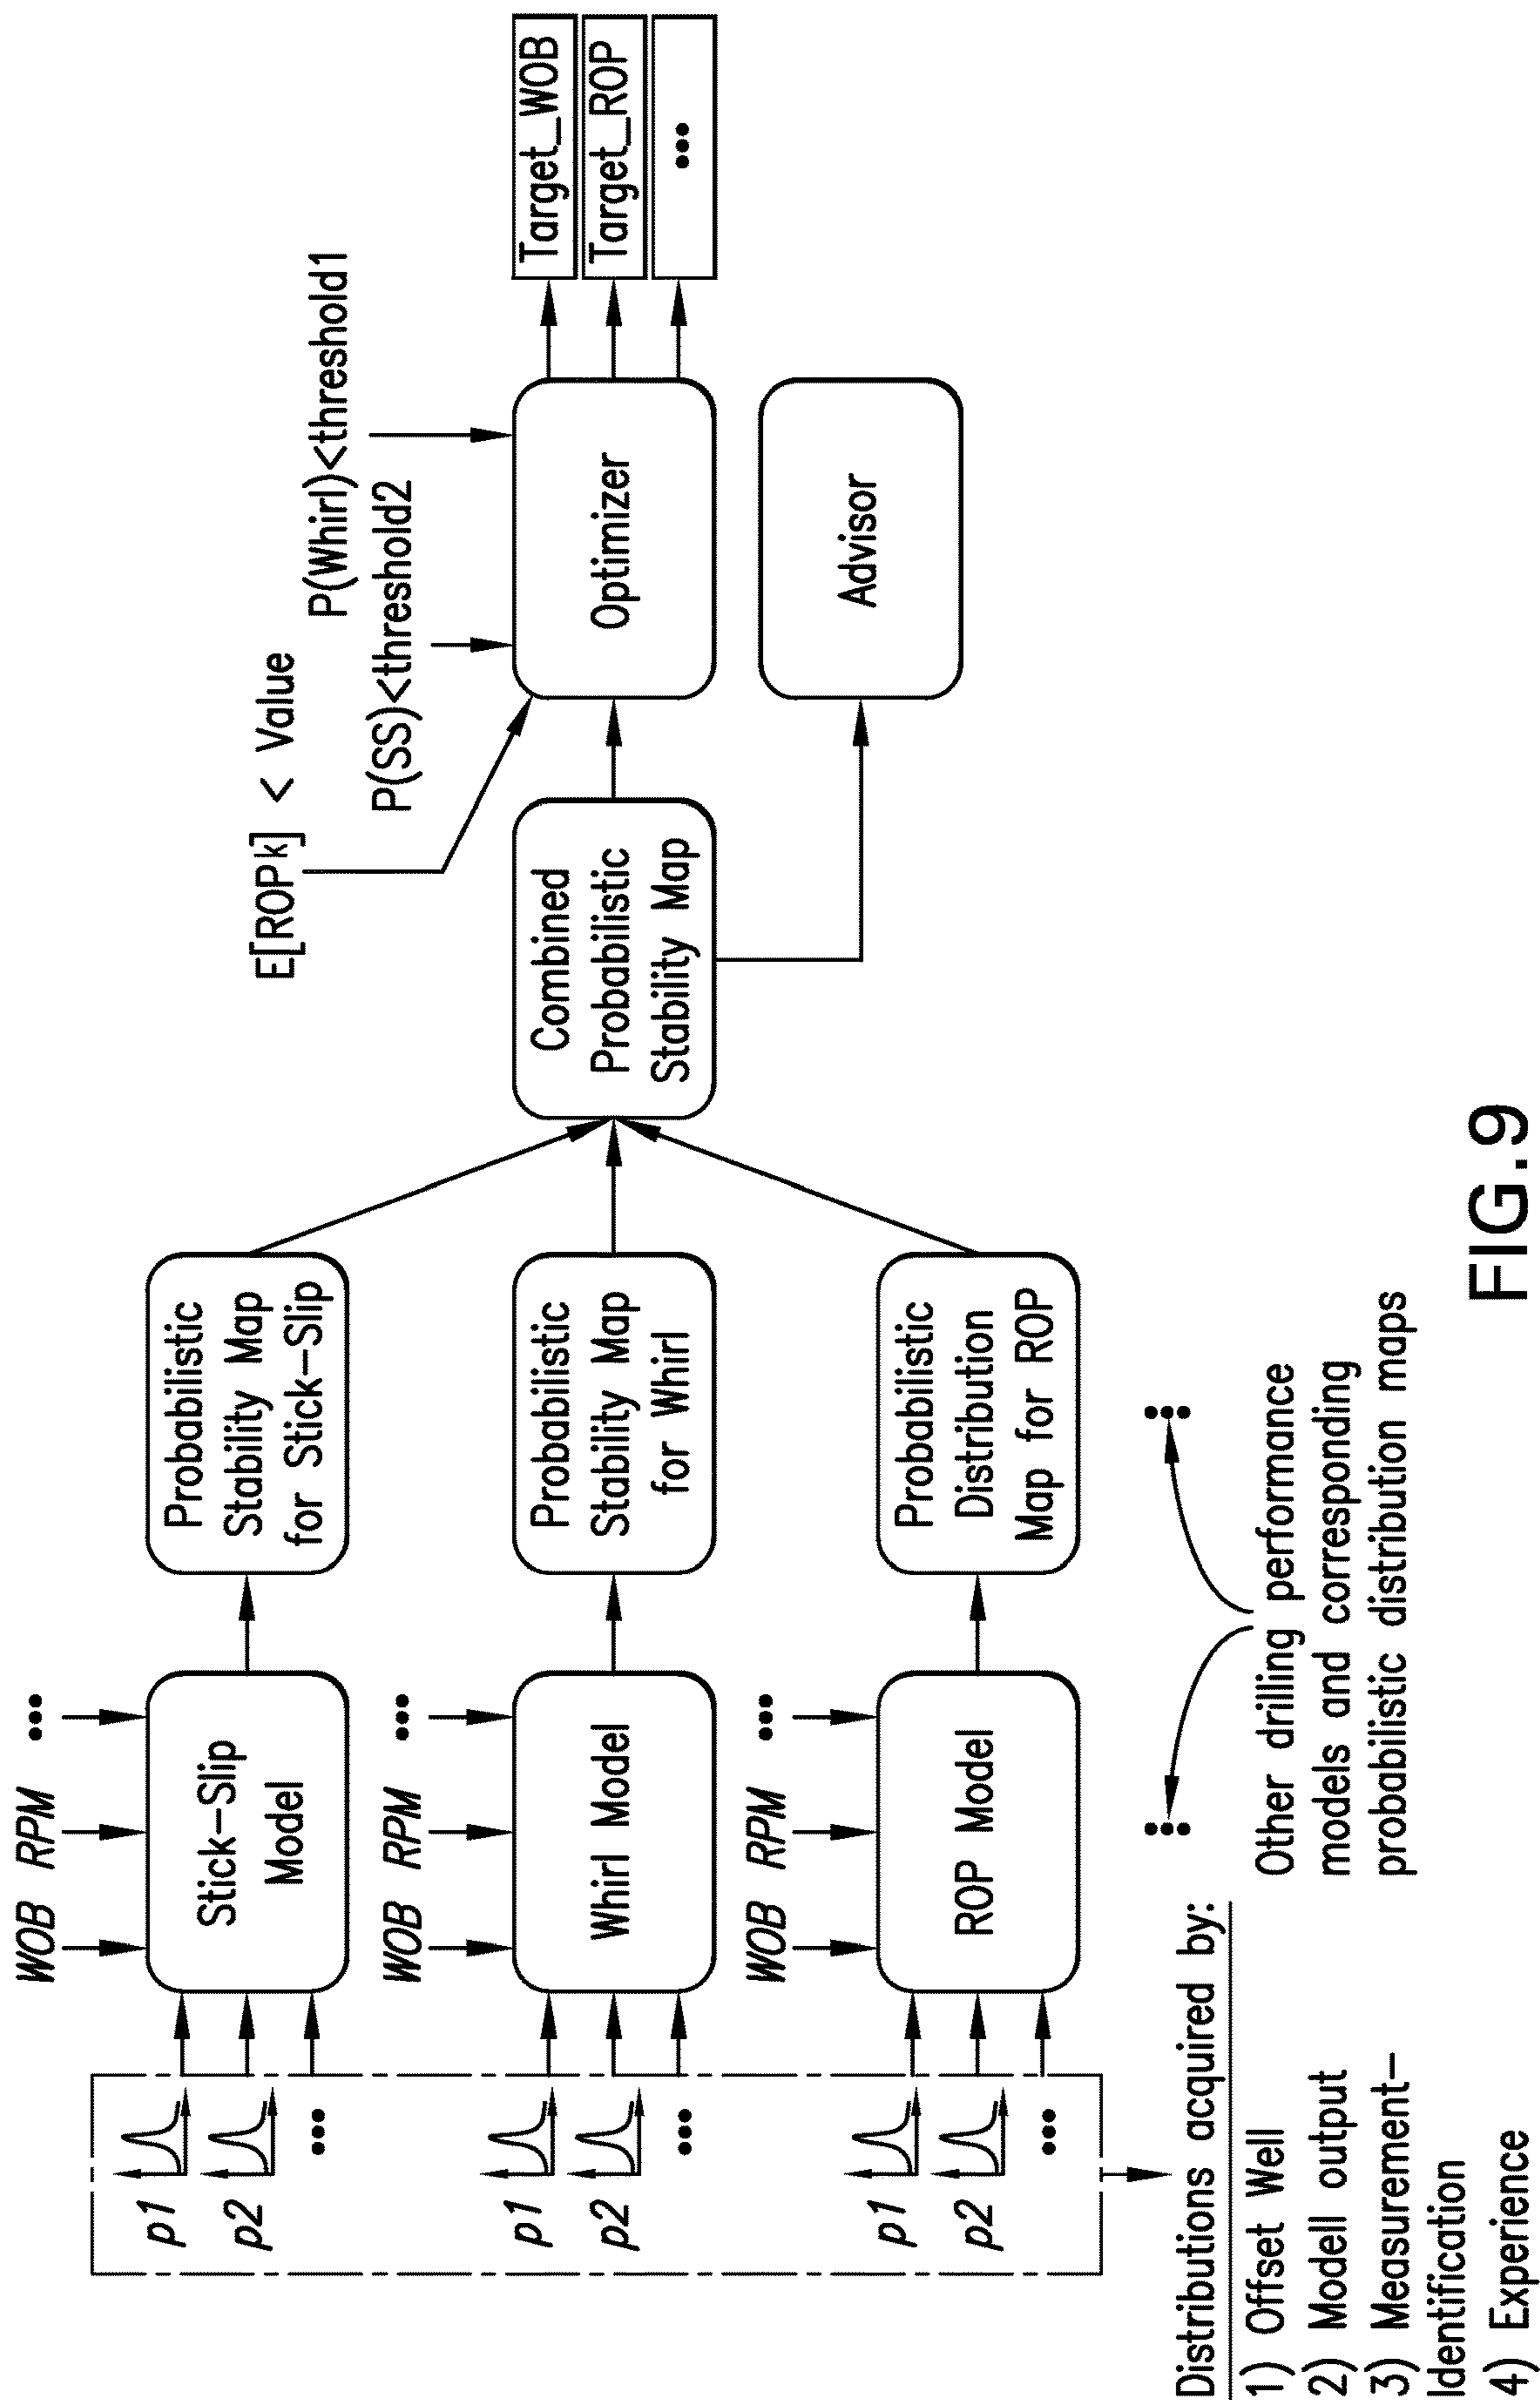 WOB RPM •••
p1
p2
•••
Stick–Slip
Model
Probabilistic
Stability Map
for Stick–Slip
WOB RPM •••
p1
p2
•••
Whirl Model
Probabilistic
Stability Map
for Whirl
WOB RPM •••
p1
p2
•••
ROP Model
Probabilistic
Distribution
Map for ROP
Combined
Probabilistic
Stability Map
E[ROPk] < Value
P(Whirl)<threshold1
P(SS)<threshold2
Optimizer
Target_WOB
Target_ROP
•••
Advisor
Distributions acquired by:
1) Offset Well
2) Modell output
3) Measurement–
Identification
4) Experience
•••
•••
Other drilling performance
models and corresponding
probabilistic distribution maps
FIG.9